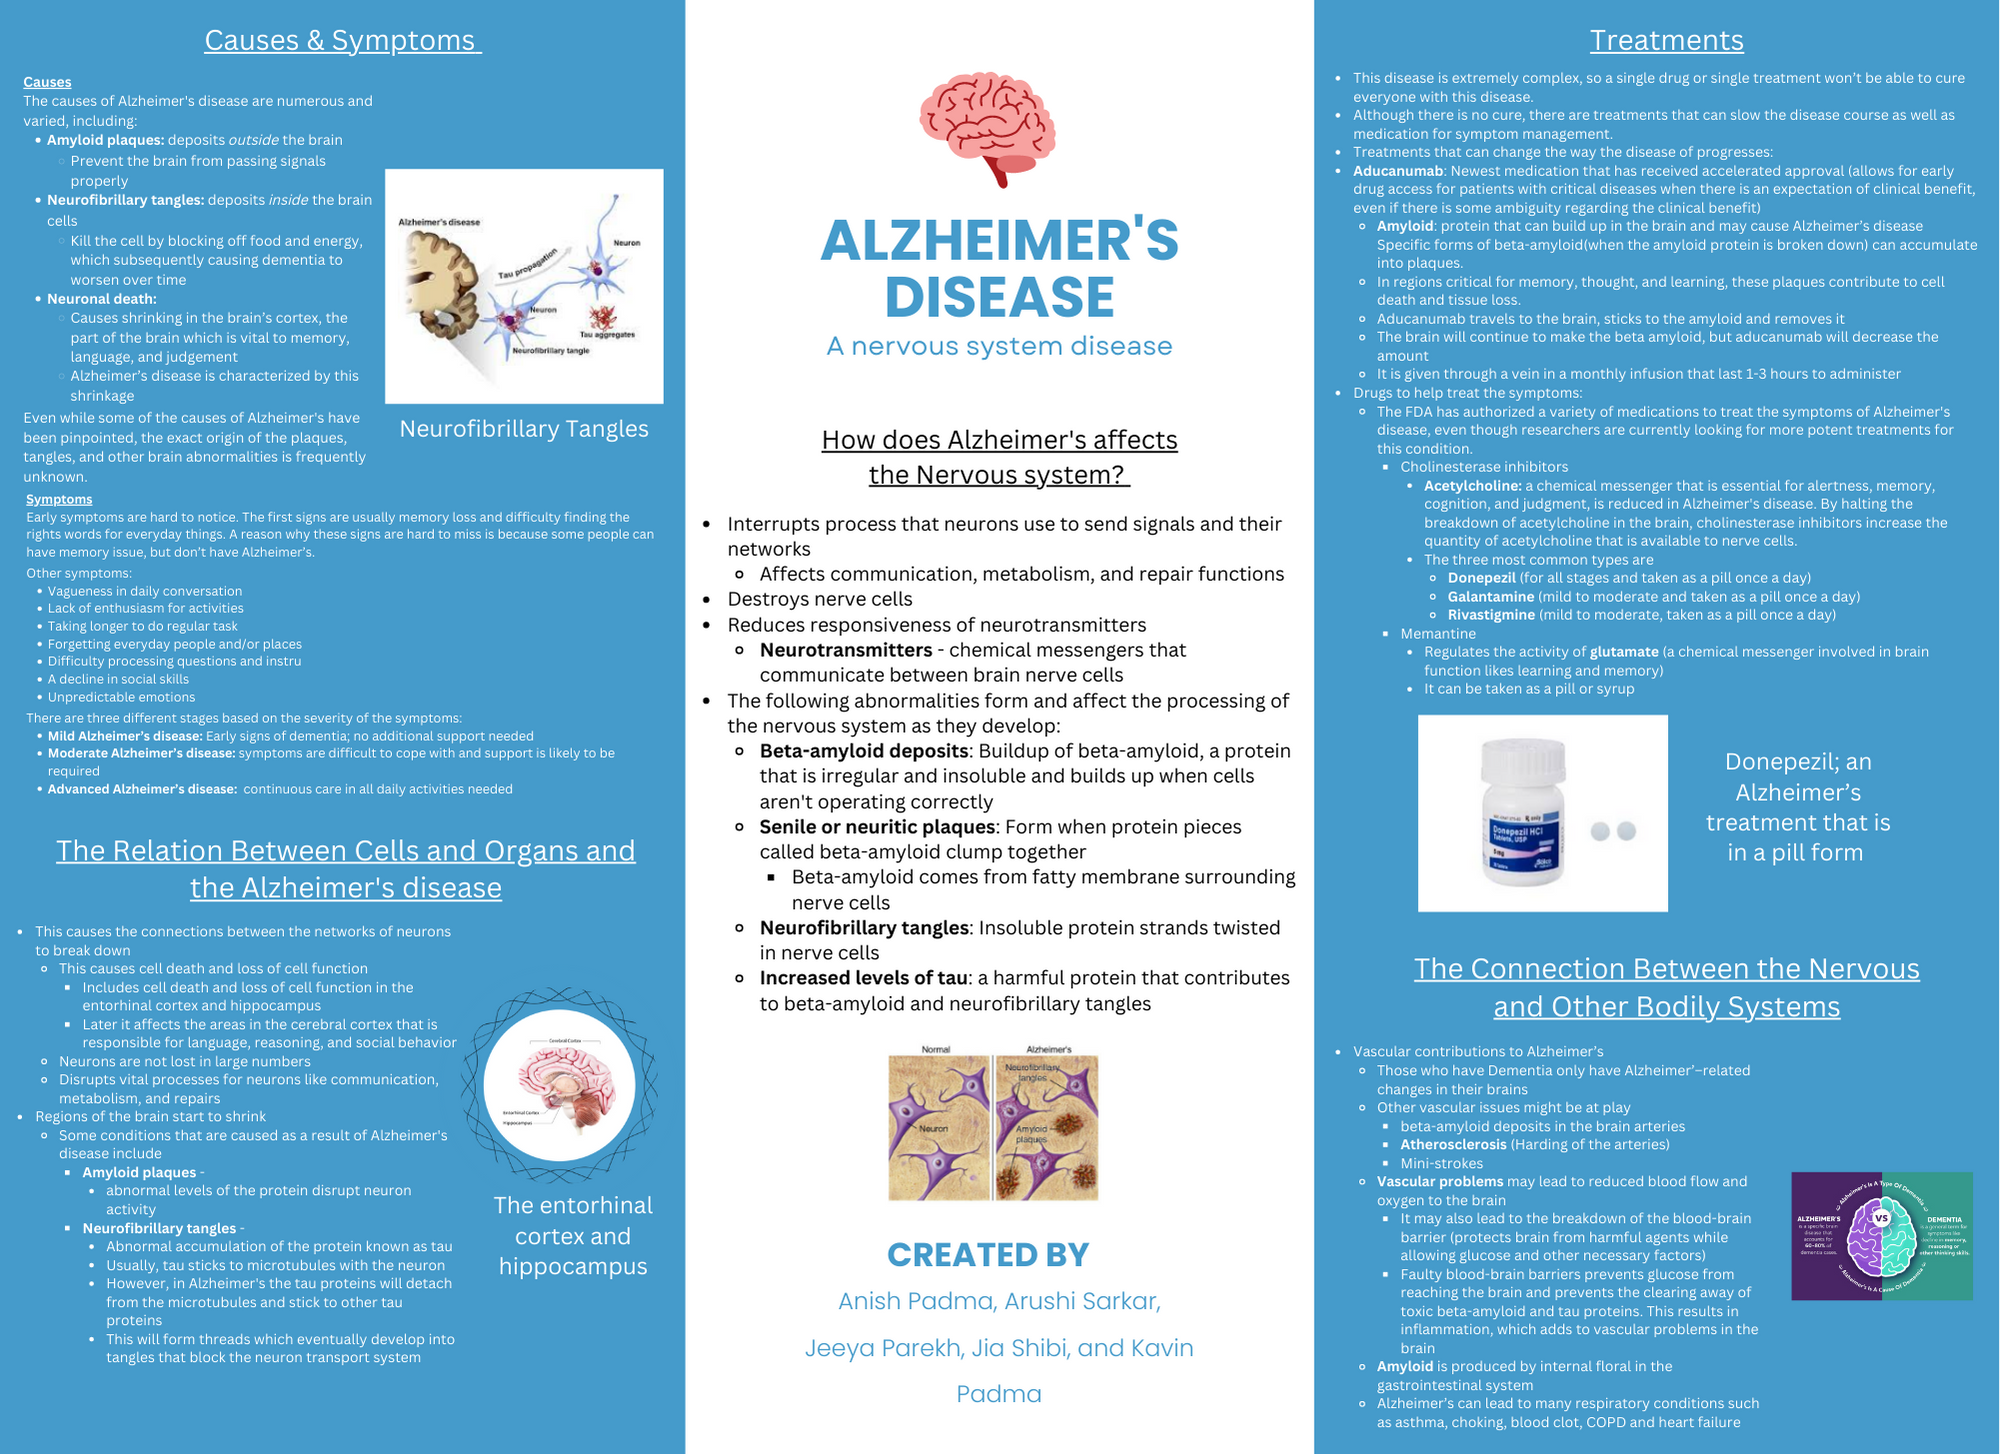 Causes & Symptoms
Causes
The causes of Alzheimer's disease are numerous and
varied, including:
Amyloid plaques: deposits outside the brain
Prevent the brain from passing signals
properly
Neurofibrillary tangles: deposits inside the brain
cells
Kill the cell by blocking off food and energy,
which subsequently causing dementia to
worsen over time
Neuronal death:
Causes shrinking in the brain's cortex, the
part of the brain which is vital to memory,
language, and judgement
Alzheimer's disease is characterized by this
shrinkage
Even while some of the causes of Alzheimer's have
been pinpointed, the exact origin of the plaques,
tangles, and other brain abnormalities is frequently
unknown.
Alzheimer's disease
Neuron
Tau propagation
Neuron
Tau aggregates
Neurofibrillary tangle
Neurofibrillary Tangles
Symptoms
Early symptoms are hard to notice. The first signs are usually memory loss and difficulty finding the
rights words for everyday things. A reason why these signs are hard to miss is because some people can
have memory issue, but don't have Alzheimer's.
Other symptoms:
Vagueness in daily conversation
Lack of enthusiasm for activities
Taking longer to do regular task
Forgetting everyday people and/or places
Difficulty processing questions and instru
A decline in social skills
Unpredictable emotions
There are three different stages based on the severity of the symptoms:
Mild Alzheimer's disease: Early signs of dementia; no additional support needed
Moderate Alzheimer's disease: symptoms are difficult to cope with and support is likely to be
required
Advanced Alzheimer's disease: continuous care in all daily activities needed
The Relation Between Cells and Organs and
the Alzheimer's disease
This causes the connections between the networks of neurons
to break down
This causes cell death and loss of cell function
Includes cell death and loss of cell function in the
entorhinal cortex and hippocampus
Later it affects the areas in the cerebral cortex that is
responsible for language, reasoning, and social behavior
Neurons are not lost in large numbers
Disrupts vital processes for neurons like communication,
metabolism, and repairs
Regions of the brain start to shrink
Some conditions that are caused as a result of Alzheimer's
disease include
Amyloid plaques -
abnormal levels of the protein disrupt neuron
activity
Neurofibrillary tangles -
Abnormal accumulation of the protein known as tau
Usually, tau sticks to microtubules with the neuron
However, in Alzheimer's the tau proteins will detach
from the microtubules and stick to other tau
proteins
This will form threads which eventually develop into
tangles that block the neuron transport system
Cerebral Cortex
Entorhinal Cortex
Hippocampus
The entorhinal
cortex and
hippocampus
ALZHEIMER'S
DISEASE
A nervous system disease
How does Alzheimer's affects
the Nervous system?
Interrupts process that neurons use to send signals and their
networks
Affects communication, metabolism, and repair functions
Destroys nerve cells
Reduces responsiveness of neurotransmitters
Neurotransmitters - chemical messengers that
communicate between brain nerve cells
The following abnormalities form and affect the processing of
the nervous system as they develop:
Beta-amyloid deposits: Buildup of beta-amyloid, a protein
that is irregular and insoluble and builds up when cells
aren't operating correctly
Senile or neuritic plaques: Form when protein pieces
called beta-amyloid clump together
Beta-amyloid comes from fatty membrane surrounding
nerve cells
Neurofibrillary tangles: Insoluble protein strands twisted
in nerve cells
Increased levels of tau: a harmful protein that contributes
to beta-amyloid and neurofibrillary tangles
Normal
Alzheimer's
Neurofibrillary
tangles
Neuron
Amyloid
plaques
CREATED BY
Anish Padma, Arushi Sarkar,
Jeeya Parekh, Jia Shibi, and Kavin
Padma
Treatments
This disease is extremely complex, so a single drug or single treatment won't be able to cure
everyone with this disease.
Although there is no cure, there are treatments that can slow the disease course as well as
medication for symptom management.
Treatments that can change the way the disease of progresses:
Aducanumab: Newest medication that has received accelerated approval (allows for early
drug access for patients with critical diseases when there is an expectation of clinical benefit,
even if there is some ambiguity regarding the clinical benefit)
Amyloid: protein that can build up in the brain and may cause Alzheimer's disease
Specific forms of beta-amyloid(when the amyloid protein is broken down) can accumulate
into plaques.
In regions critical for memory, thought, and learning, these plaques contribute to cell
death and tissue loss.
Aducanumab travels to the brain, sticks to the amyloid and removes it
The brain will continue to make the beta amyloid, but aducanumab will decrease the
amount
It is given through a vein in a monthly infusion that last 1-3 hours to administer
Drugs to help treat the symptoms:
The FDA has authorized a variety of medications to treat the symptoms of Alzheimer's
disease, even though researchers are currently looking for more potent treatments for
this condition.
Cholinesterase inhibitors
Acetylcholine: a chemical messenger that is essential for alertness, memory,
cognition, and judgment, is reduced in Alzheimer's disease. By halting the
breakdown of acetylcholine in the brain, cholinesterase inhibitors increase the
quantity of acetylcholine that is available to nerve cells.
The three most common types are
Donepezil (for all stages and taken as a pill once a day)
Galantamine (mild to moderate and taken as a pill once a day)
Rivastigmine (mild to moderate, taken as a pill once a day)
Memantine
Regulates the activity of glutamate (a chemical messenger involved in brain
function likes learning and memory)
It can be taken as a pill or syrup
Rx only
Donepezil HCl
Tablets, USP
5 mg
Donepezil; an
Alzheimer's
treatment that is
in a pill form
The Connection Between the Nervous
and Other Bodily Systems
Vascular contributions to Alzheimer's
Those who have Dementia only have Alzheimer'–related
changes in their brains
Other vascular issues might be at play
beta-amyloid deposits in the brain arteries
Atherosclerosis (Harding of the arteries)
Mini-strokes
Vascular problems may lead to reduced blood flow and
oxygen to the brain
It may also lead to the breakdown of the blood-brain
barrier (protects brain from harmful agents while
allowing glucose and other necessary factors)
Faulty blood-brain barriers prevents glucose from
reaching the brain and prevents the clearing away of
toxic beta-amyloid and tau proteins. This results in
inflammation, which adds to vascular problems in the
brain
Amyloid is produced by internal floral in the
gastrointestinal system
Alzheimer's can lead to many respiratory conditions such
as asthma, choking, blood clot, COPD and heart failure
Alzheimer's Is A Type Of Dementia
ALZHEIMER'S
is a specific brain
disease that
accounts for
60-80% of
dementia cases.
VS
DEMENTIA
is a general term for
symptoms like
decline in memory,
reasoning or
other thinking skills.
Alzheimer's Is A Cause Of Dementia